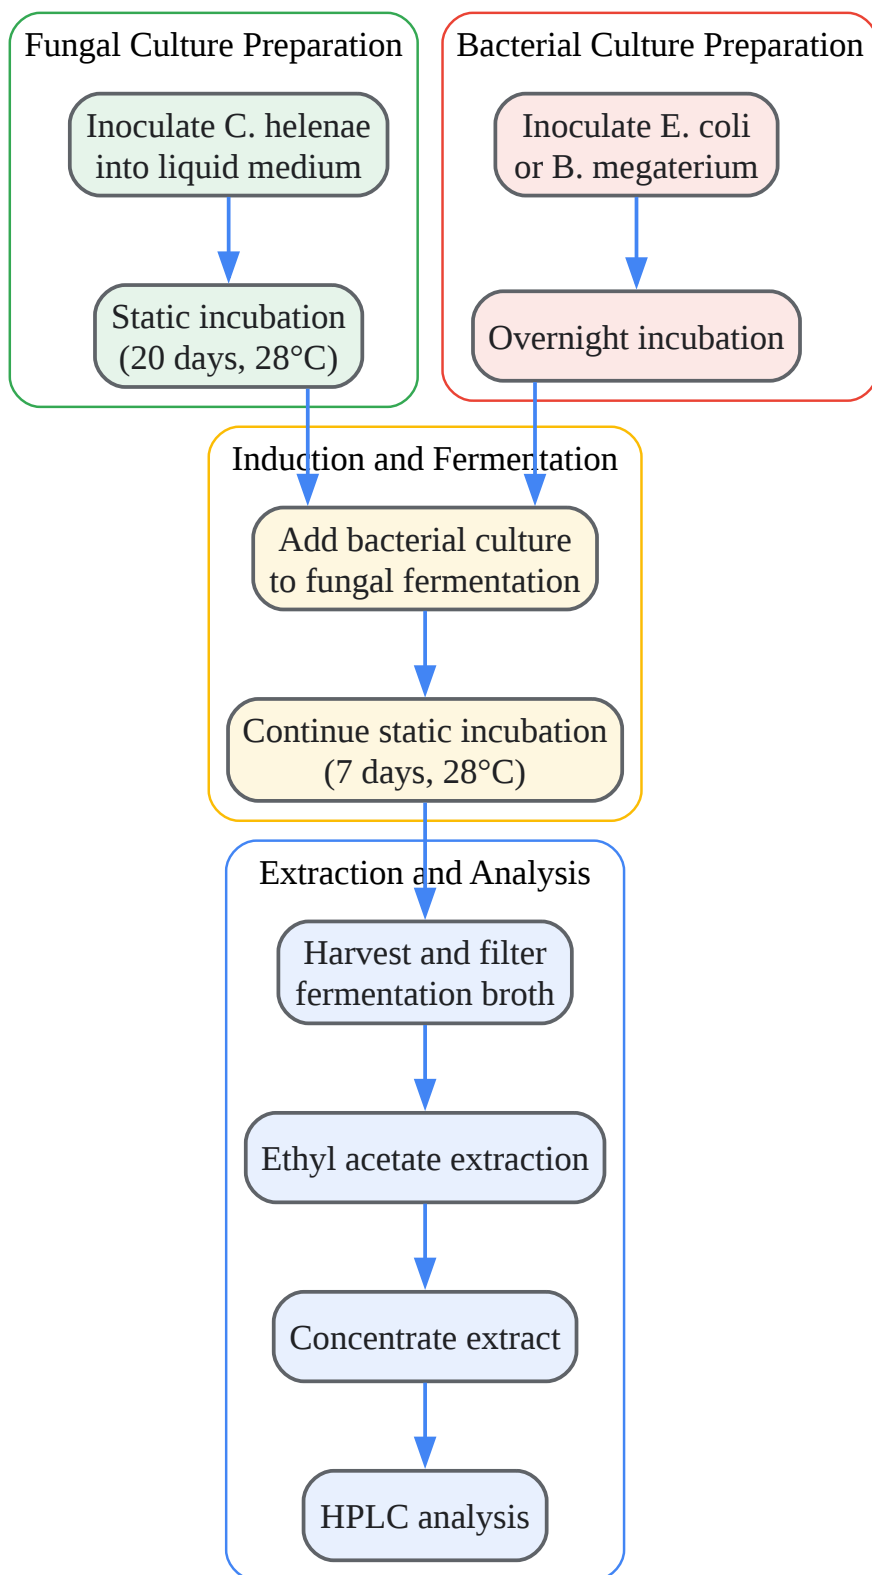 Fungal Culture Preparation
Inoculate C. helenae
into liquid medium
Static incubation
(20 days, 28°C)
Bacterial Culture Preparation
Inoculate E. coli
or B. megaterium
Overnight incubation
Induction and Fermentation
Add bacterial culture
to fungal fermentation
Continue static incubation
(7 days, 28°C)
Extraction and Analysis
Harvest and filter
fermentation broth
Ethyl acetate extraction
Concentrate extract
HPLC analysis